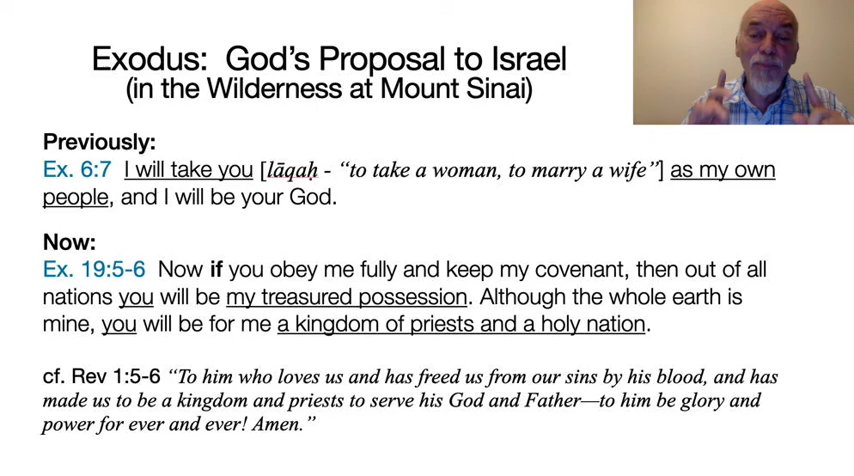 Exodus:  God’s Proposal to Israel
(in the Wilderness at Mount Sinai)
Previously:
Ex. 6:7  I will take you [lāqaḥ - “to take a woman, to marry a wife”] as my own
people, and I will be your God.
Now:
Ex. 19:5-6  Now if you obey me fully and keep my covenant, then out of all
nations you will be my treasured possession. Although the whole earth is
mine, you will be for me a kingdom of priests and a holy nation.
cf. Rev 1:5-6 “To him who loves us and has freed us from our sins by his blood, and has
made us to be a kingdom and priests to serve his God and Father—to him be glory and
power for ever and ever! Amen.”